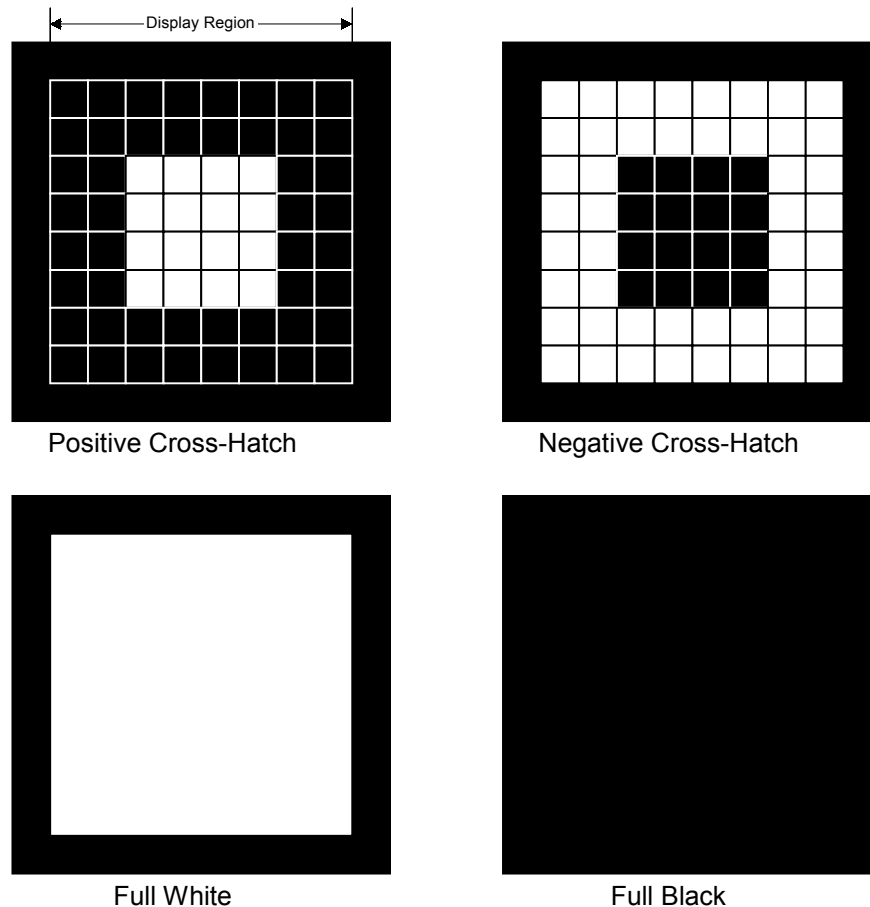 Display Region
Positive Cross-Hatch
Negative Cross-Hatch
Full White
Full Black